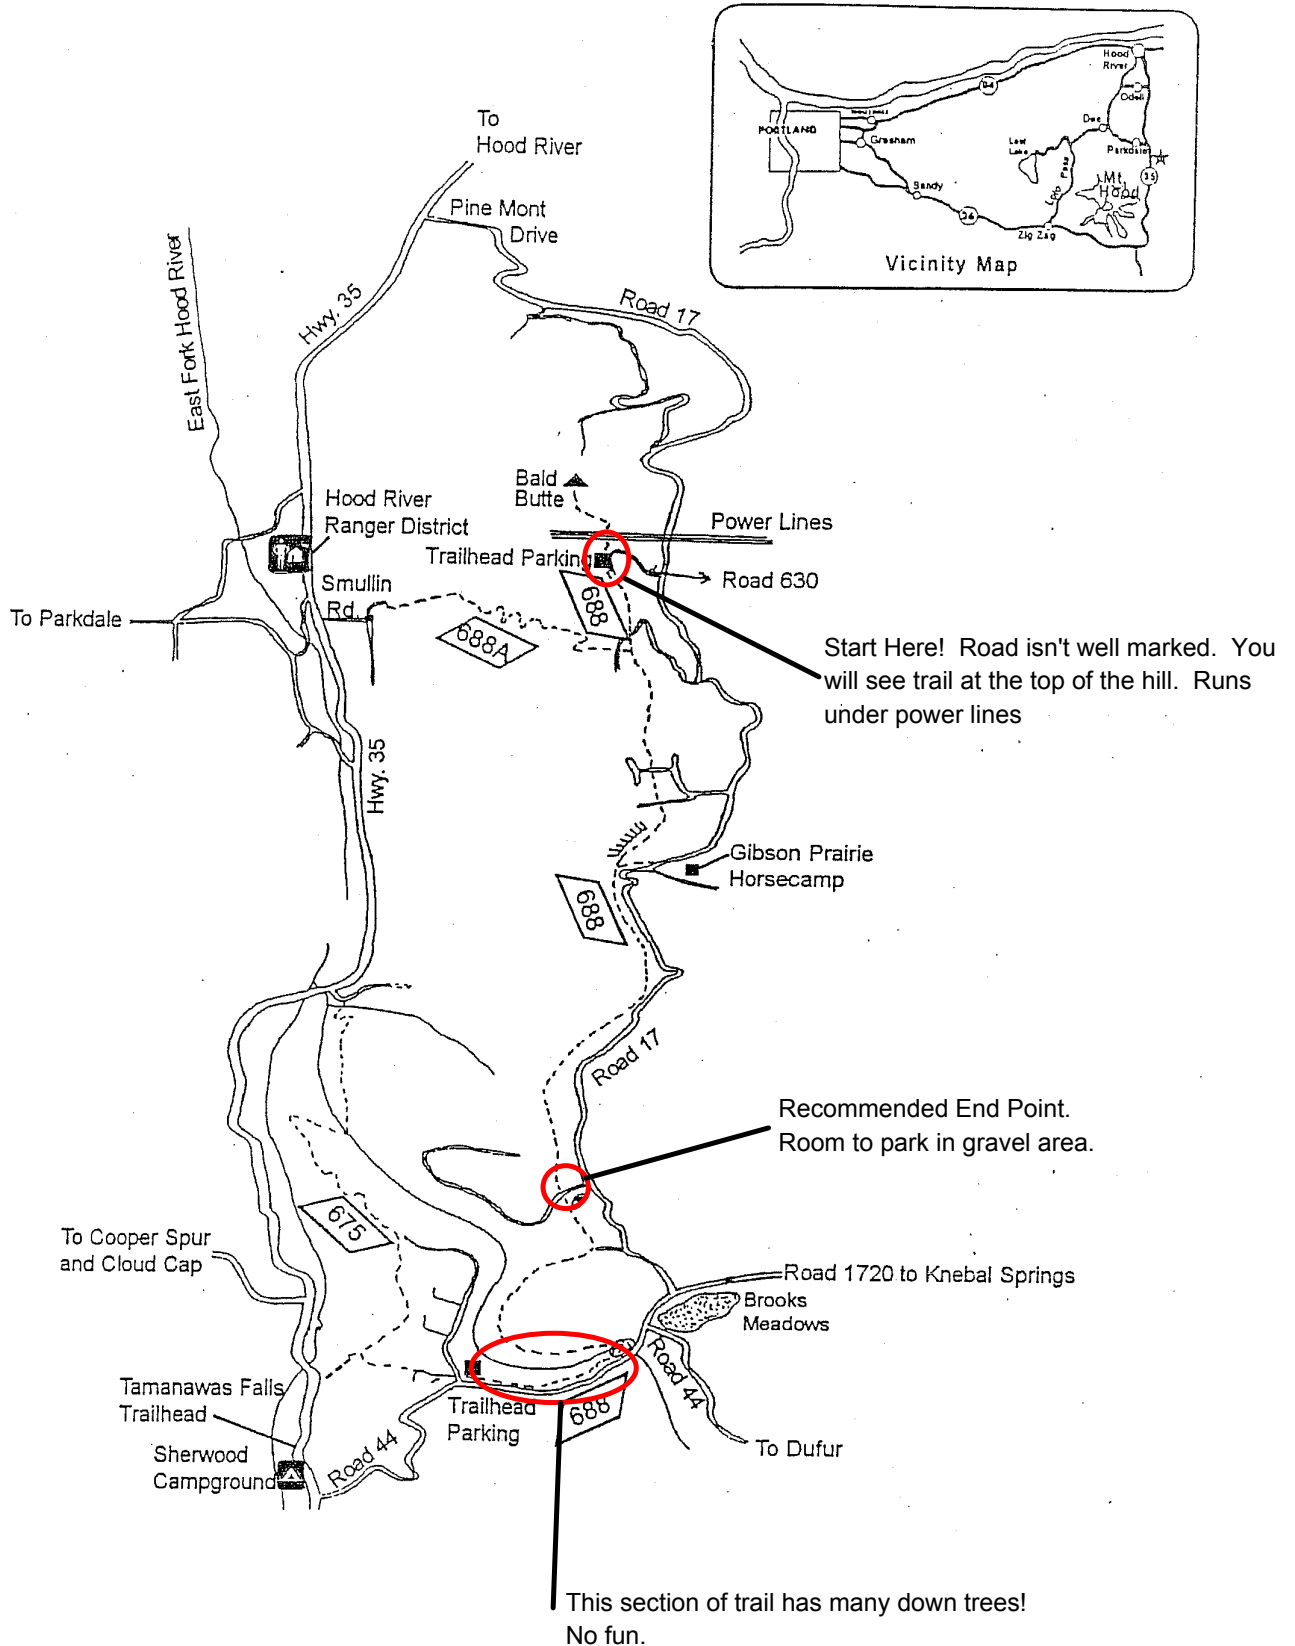 Hood
River
84
Odell
PORTLAND
Gresham
Dee
Lost
Lake
Parkdale
Lolo Pass
Mt.
Hood
35
Sandy
26
Zig Zag
Vicinity Map
To
Hood River
Pine Mont
Drive
East Fork Hood River
Hwy. 35
Road 17
Bald
Butte
Hood River
Ranger District
Power Lines
Trailhead Parking
Road 630
Smullin
Rd.
688
To Parkdale
688A
Start Here! Road isn't well marked. You
will see trail at the top of the hill. Runs
under power lines
Hwy. 35
Gibson Prairie
Horsecamp
688
Road 17
Recommended End Point.
Room to park in gravel area.
675
To Cooper Spur
and Cloud Cap
Road 1720 to Knebal Springs
Brooks
Meadows
Road 44
Tamanawas Falls
Trailhead
Trailhead
Parking
688
To Dufur
Sherwood
Campground
Road 44
This section of trail has many down trees!
No fun.